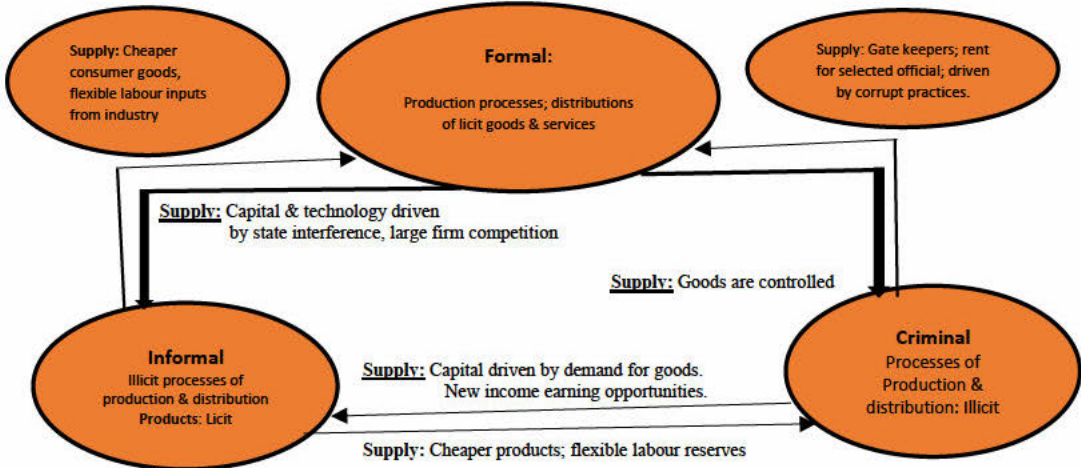 Supply: Cheaper
consumer goods,
flexible labour inputs
from industry
Formal:
Production processes; distributions
of licit goods & services
Supply: Gate keepers; rent
for selected official; driven
by corrupt practices.
Supply: Capital & technology driven
by state interference, large firm competition
Supply: Goods are controlled
Informal
Illicit processes of
production & distribution
Products: Licit
Supply: Capital driven by demand for goods.
New income earning opportunities.
Criminal
Processes of
Production &
distribution: Illicit
Supply: Cheaper products; flexible labour reserves